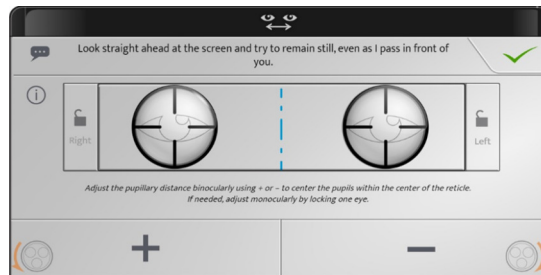 Look straight ahead at the screen and try to remain still, even as I pass in front of
you.
Right
Left
Adjust the pupillary distance binocularly using + or – to center the pupils within the center of the reticle.
If needed, adjust monocularly by locking one eye.